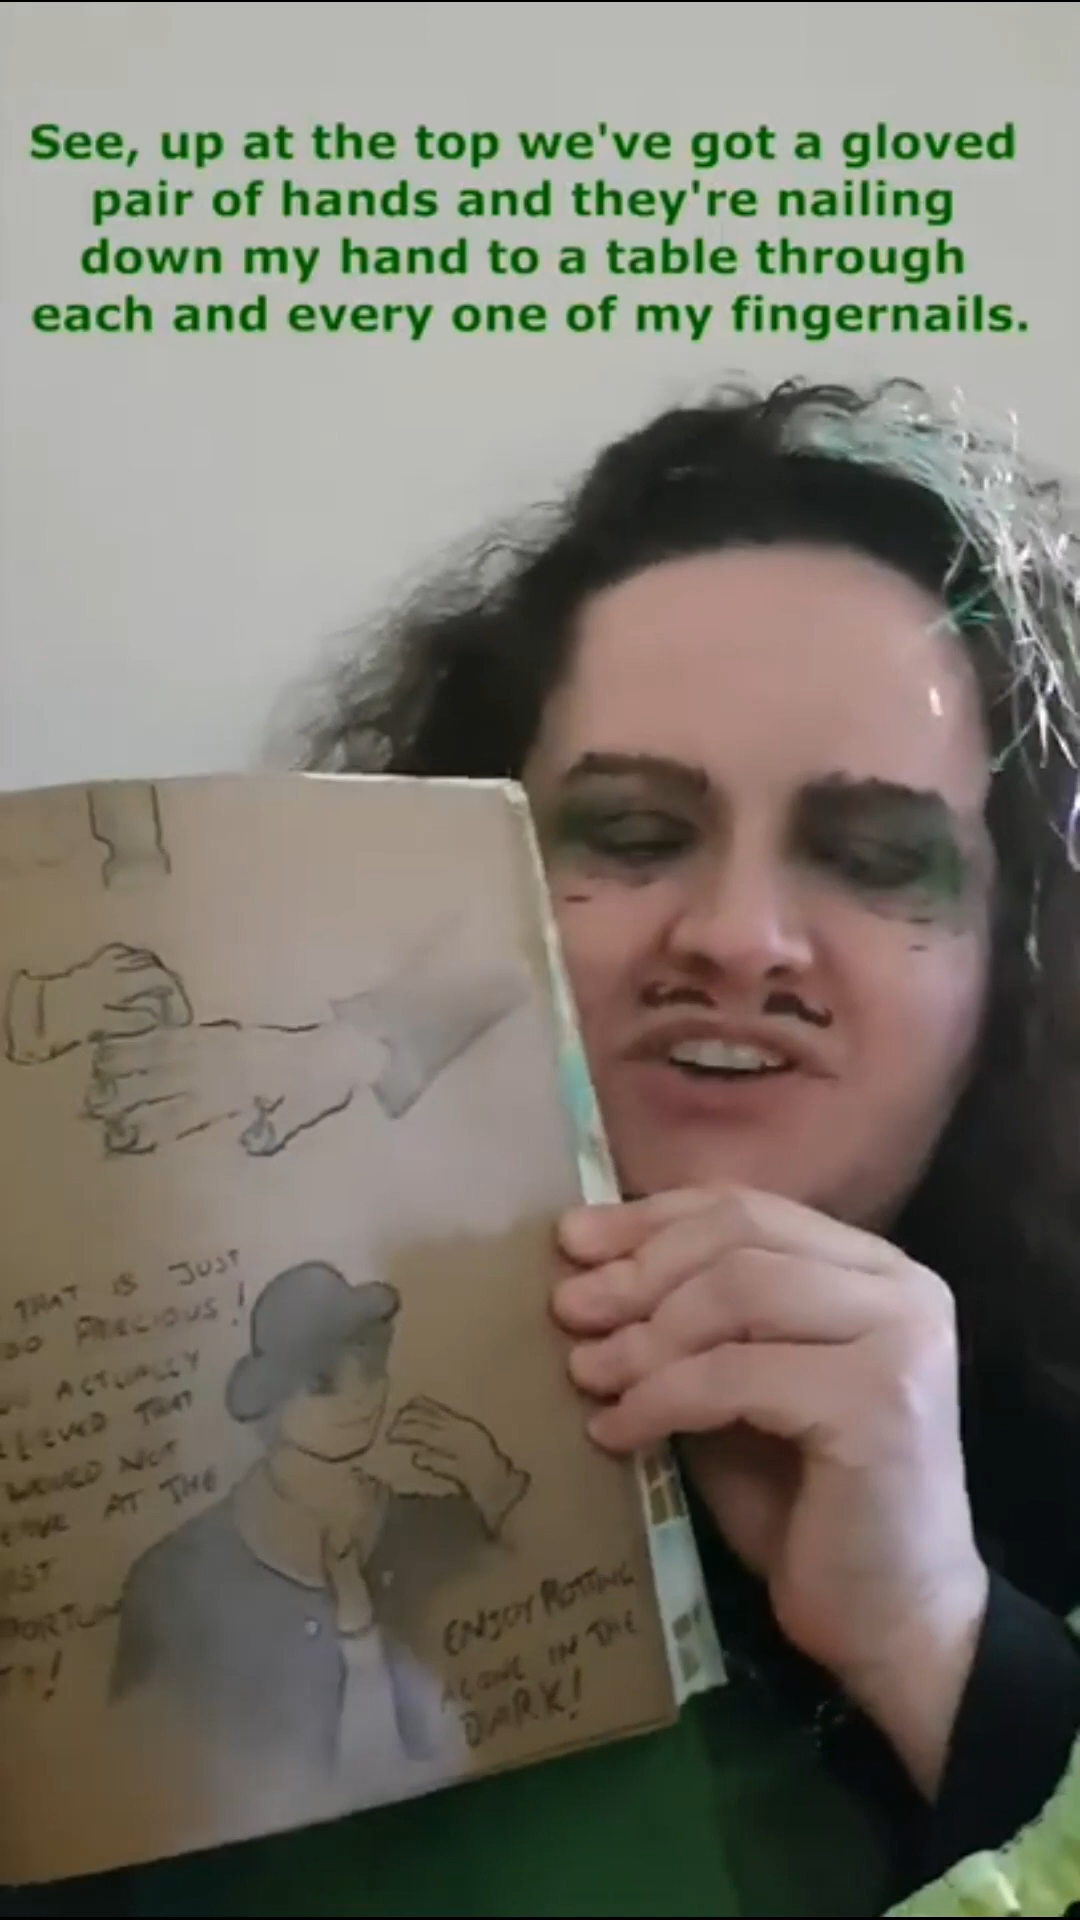 See, up at the top we've got a gloved
pair of hands and they're nailing
down my hand to a table through
each and every one of my fingernails.
THAT IS JUST
PRECIOUS!
ACTUALLY
THAT
WOULD NOT
AT THE
ENJOY ROTTING
ALONE IN THE
DARK!